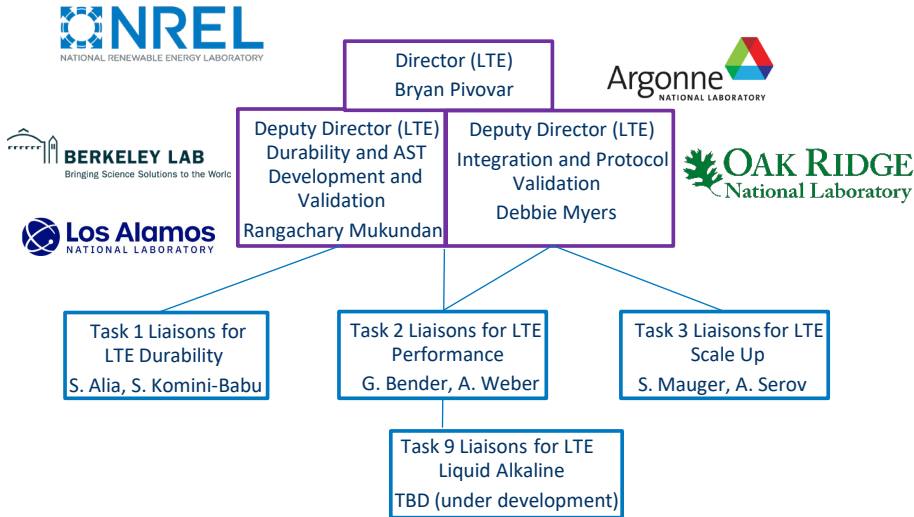 NREL
NATIONAL RENEWABLE ENERGY LABORATORY
Director (LTE)
Bryan Pivovar
Argonne
NATIONAL LABORATORY
BERKELEY LAB
Bringing Science Solutions to the World
Deputy Director (LTE)
Durability and AST
Development and
Validation
Rangachary Mukundan
Deputy Director (LTE)
Integration and Protocol
Validation
Debbie Myers
OAK RIDGE
National Laboratory
Los Alamos
NATIONAL LABORATORY
Task 1 Liaisons for
LTE Durability
S. Alia, S. Komini-Babu
Task 2 Liaisons for LTE
Performance
G. Bender, A. Weber
Task 3 Liaisons for LTE
Scale Up
S. Mauger, A. Serov
Task 9 Liaisons for LTE
Liquid Alkaline
TBD (under development)